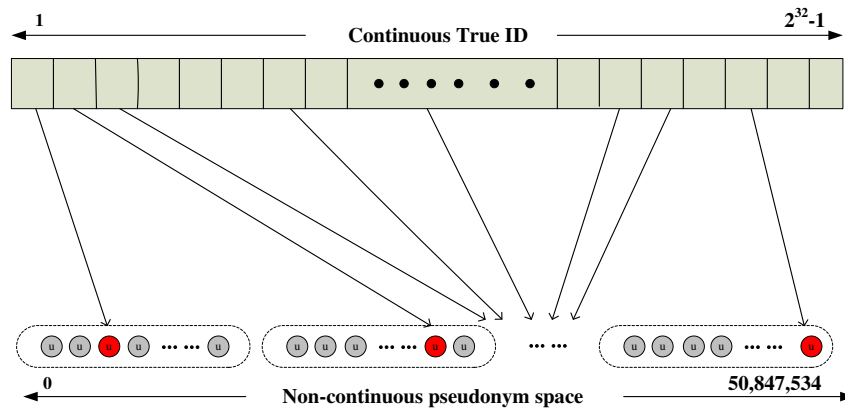 1 2³²-1
Continuous True ID
u u u u ... ... u u u u ... ... u u ... ... u u u u ... ... u
0 50,847,534
Non-continuous pseudonym space